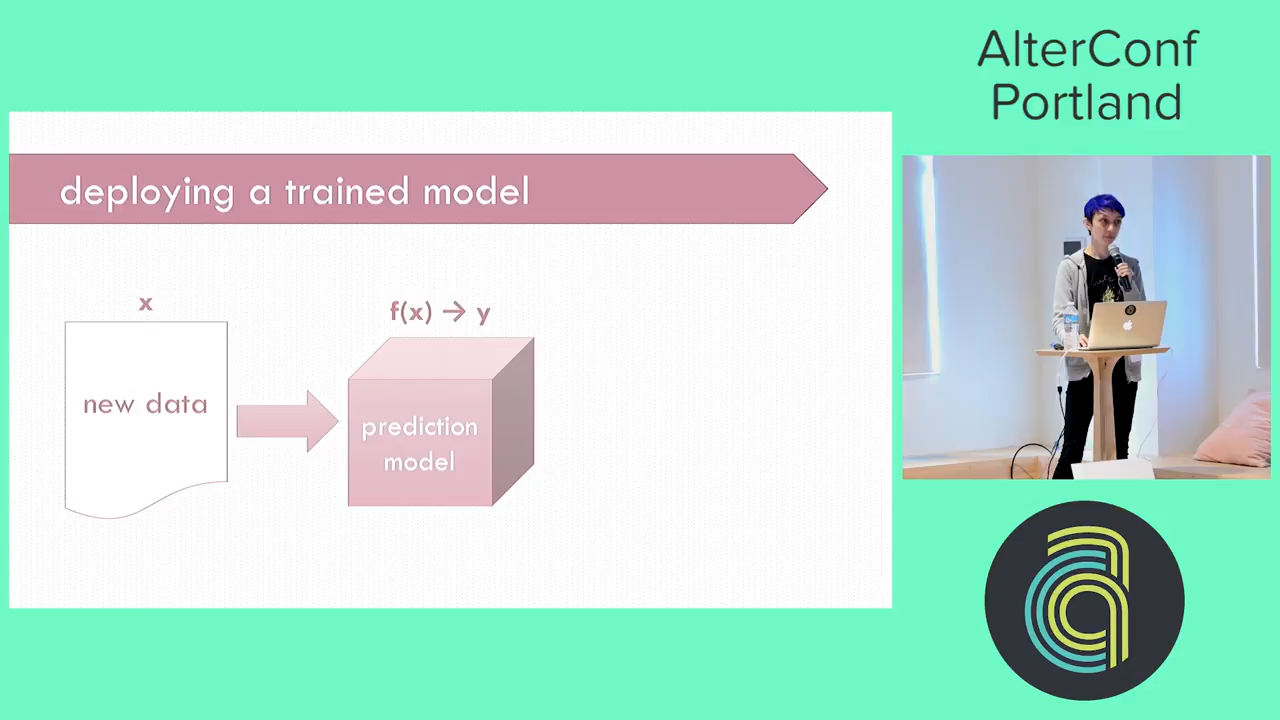 AlterConf
Portland
deploying a trained model
x
f(x) → y
new data
prediction
model